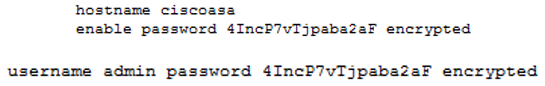 hostname ciscoasa
enable password 4IncP7vTjpaba2aF encrypted
username admin password 4IncP7vTjpaba2aF encrypted